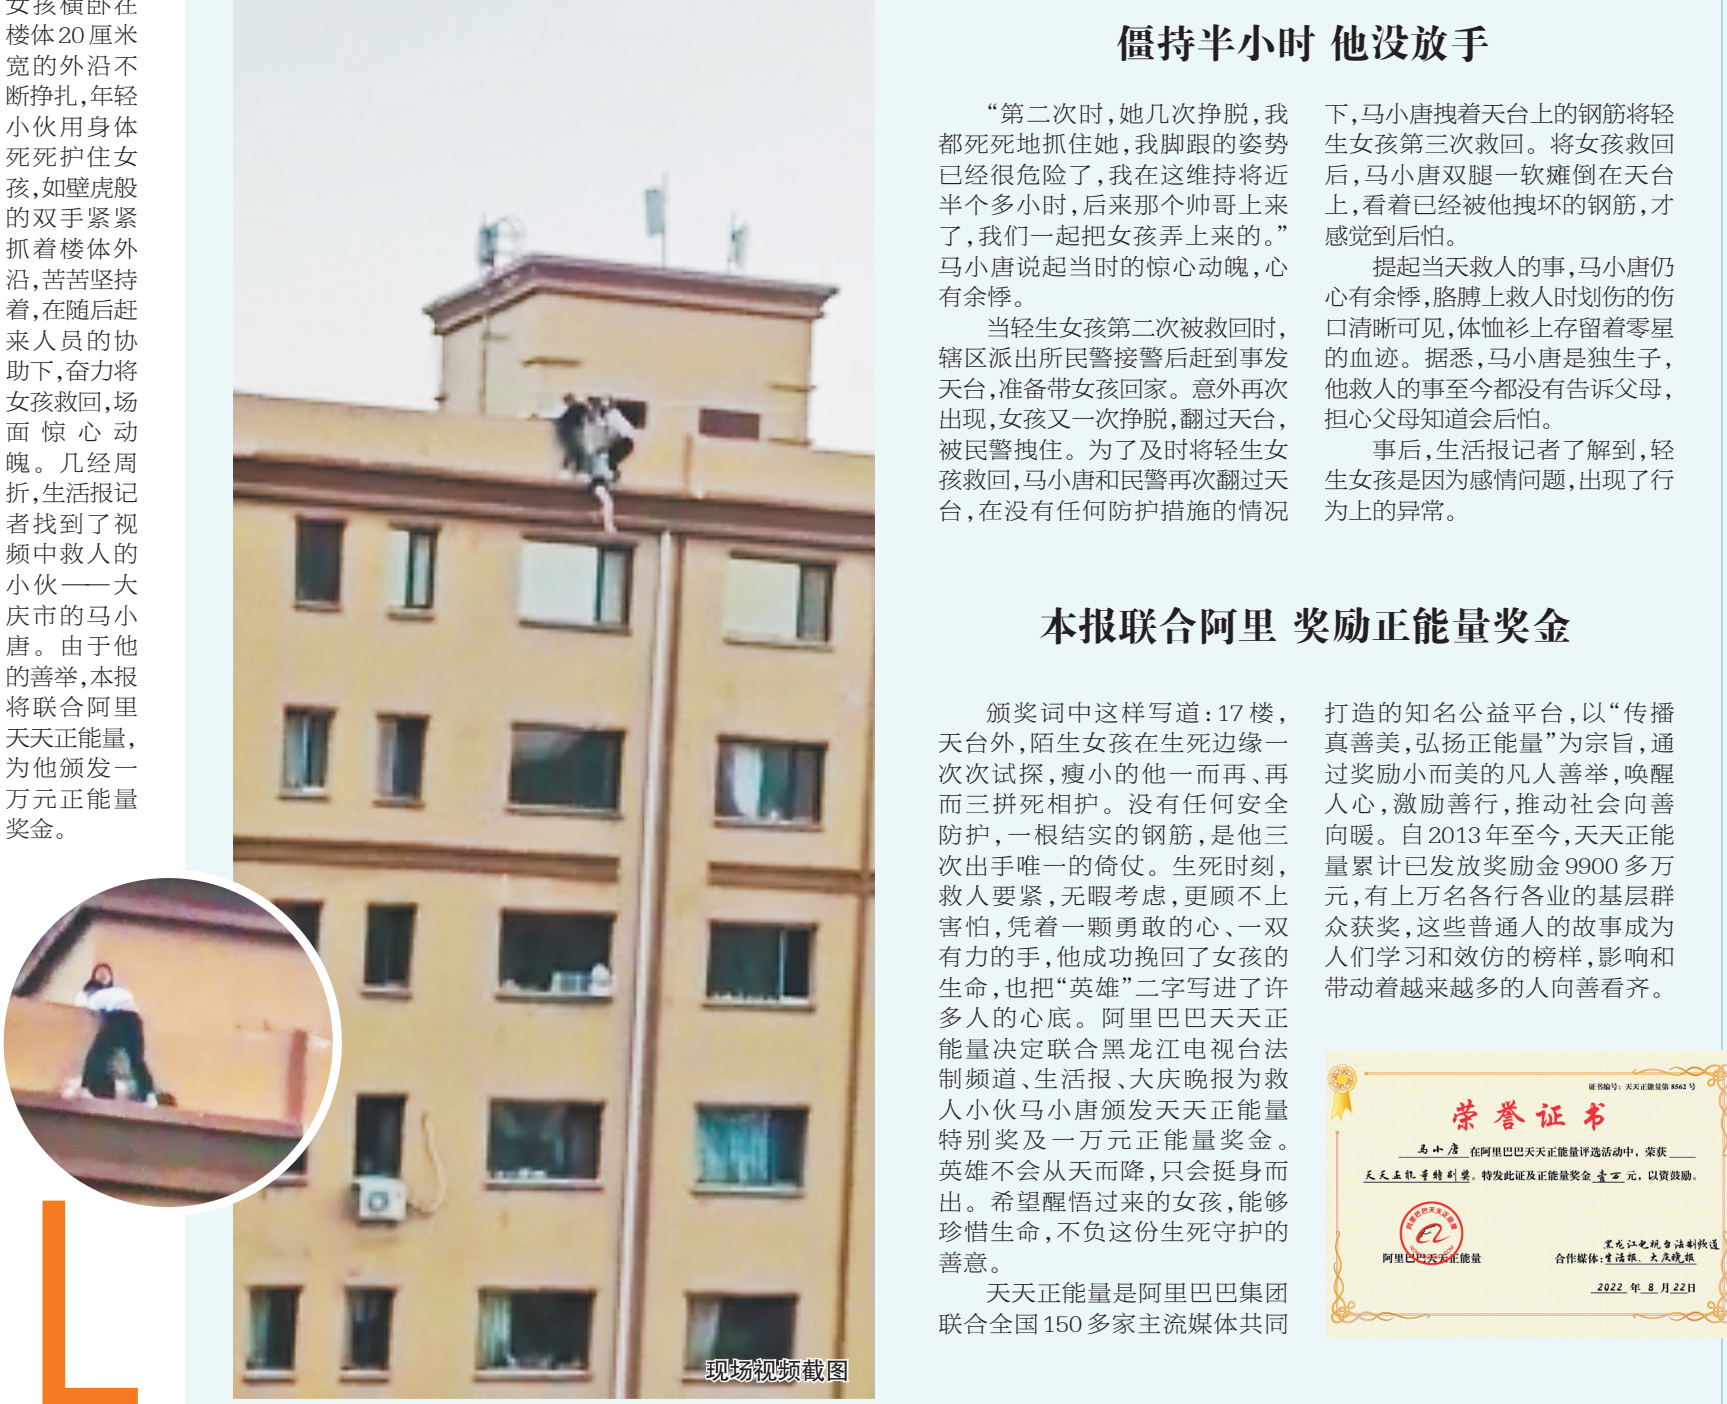 女孩横卧在
楼体20厘米
宽的外沿不
断挣扎,年轻
小伙用身体
死死护住女
孩,如壁虎般
的双手紧紧
抓着楼体外
沿,苦苦坚持
着,在随后赶
来人员的协
助下,奋力将
女孩救回,场
面惊心动
魄。几经周
折,生活报记
者找到了视
频中救人的
小伙——大
庆市的马小
唐。由于他
的善举,本报
将联合阿里
天天正能量,
为他颁发一
万元正能量
奖金。
现场视频截图
僵持半小时 他没放手
“第二次时,她几次挣脱,我
都死死地抓住她,我脚跟的姿势
已经很危险了,我在这维持将近
半个多小时,后来那个帅哥上来
了,我们一起把女孩弄上来的。”
马小唐说起当时的惊心动魄,心
有余悸。
当轻生女孩第二次被救回时,
辖区派出所民警接警后赶到事发
天台,准备带女孩回家。意外再次
出现,女孩又一次挣脱,翻过天台,
被民警拽住。为了及时将轻生女
孩救回,马小唐和民警再次翻过天
台,在没有任何防护措施的情况
下,马小唐拽着天台上的钢筋将轻
生女孩第三次救回。将女孩救回
后,马小唐双腿一软瘫倒在天台
上,看着已经被他拽坏的钢筋,才
感觉到后怕。
提起当天救人的事,马小唐仍
心有余悸,胳膊上救人时划伤的伤
口清晰可见,体恤衫上存留着零星
的血迹。据悉,马小唐是独生子,
他救人的事至今都没有告诉父母,
担心父母知道会后怕。
事后,生活报记者了解到,轻
生女孩是因为感情问题,出现了行
为上的异常。
本报联合阿里 奖励正能量奖金
颁奖词中这样写道:17楼,
天台外,陌生女孩在生死边缘一
次次试探,瘦小的他一而再、再
而三拼死相护。没有任何安全
防护,一根结实的钢筋,是他三
次出手唯一的倚仗。生死时刻,
救人要紧,无暇考虑,更顾不上
害怕,凭着一颗勇敢的心、一双
有力的手,他成功挽回了女孩的
生命,也把“英雄”二字写进了许
多人的心底。阿里巴巴天天正
能量决定联合黑龙江电视台法
制频道、生活报、大庆晚报为救
人小伙马小唐颁发天天正能量
特别奖及一万元正能量奖金。
英雄不会从天而降,只会挺身而
出。希望醒悟过来的女孩,能够
珍惜生命,不负这份生死守护的
善意。
天天正能量是阿里巴巴集团
联合全国150多家主流媒体共同
打造的知名公益平台,以“传播
真善美,弘扬正能量”为宗旨,通
过奖励小而美的凡人善举,唤醒
人心,激励善行,推动社会向善
向暖。自2013年至今,天天正能
量累计已发放奖励金9900多万
元,有上万名各行各业的基层群
众获奖,这些普通人的故事成为
人们学习和效仿的榜样,影响和
带动着越来越多的人向善看齐。
证书编号:天天正能量第8562号
荣誉证书
马小唐 在阿里巴巴天天正能量评选活动中,荣获
天天正能量特别奖。特发此证及正能量奖金 壹万 元,以资鼓励。
阿里巴巴天天正能量
阿里巴巴天天正能量
黑龙江电视台法制频道
合作媒体:生活报、大庆晚报
2022 年 8 月 22日